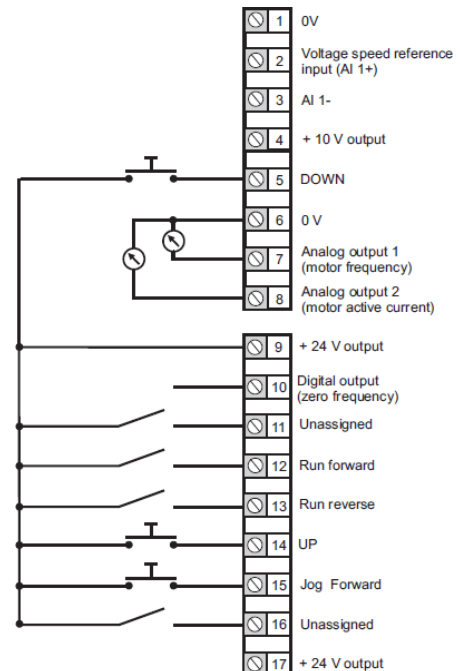 1 0V
2 Voltage speed reference
input (AI 1+)
3 AI 1-
4 + 10 V output
5 DOWN
6 0 V
7 Analog output 1
(motor frequency)
8 Analog output 2
(motor active current)
9 + 24 V output
10 Digital output
(zero frequency)
11 Unassigned
12 Run forward
13 Run reverse
14 UP
15 Jog Forward
16 Unassigned
17 + 24 V output